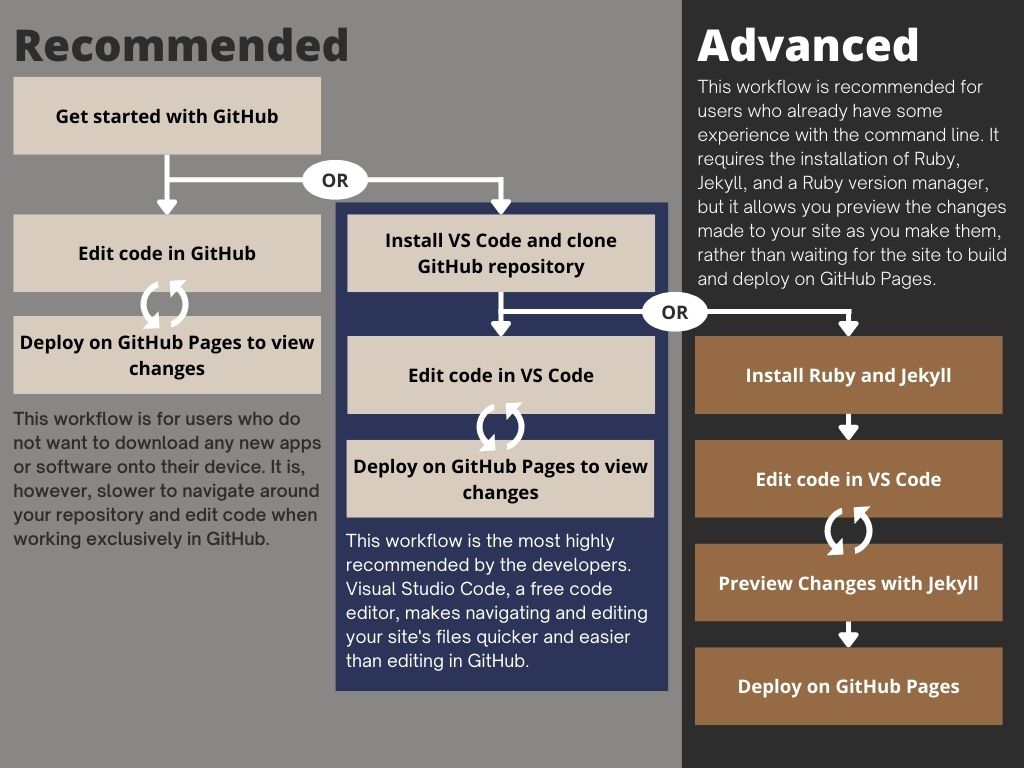 Recommended
Get started with GitHub
OR
Edit code in GitHub
Deploy on GitHub Pages to view
changes
This workflow is for users who do
not want to download any new apps
or software onto their device. It is,
however, slower to navigate around
your repository and edit code when
working exclusively in GitHub.
Install VS Code and clone
GitHub repository
OR
Edit code in VS Code
Deploy on GitHub Pages to view
changes
This workflow is the most highly
recommended by the developers.
Visual Studio Code, a free code
editor, makes navigating and editing
your site's files quicker and easier
than editing in GitHub.
Advanced
This workflow is recommended for
users who already have some
experience with the command line. It
requires the installation of Ruby,
Jekyll, and a Ruby version manager,
but it allows you preview the changes
made to your site as you make them,
rather than waiting for the site to build
and deploy on GitHub Pages.
Install Ruby and Jekyll
Edit code in VS Code
Preview Changes with Jekyll
Deploy on GitHub Pages